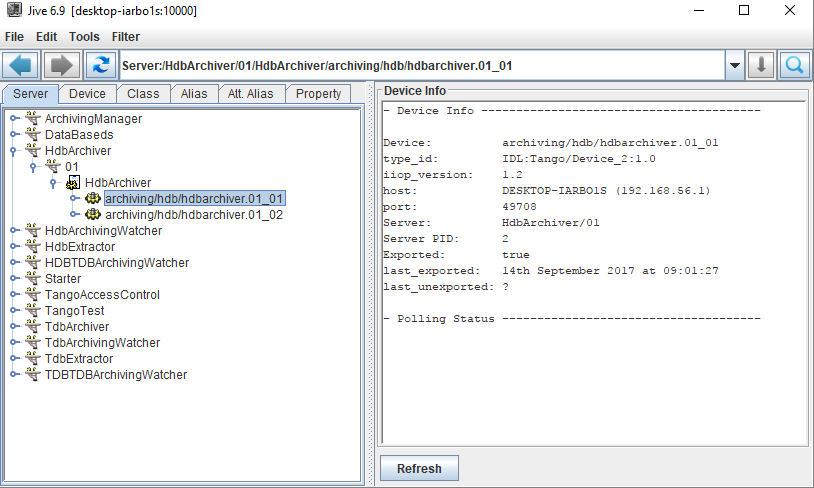 Jive 6.9 [desktop-iarbo1s:10000]
File Edit Tools Filter
Server:/HdbArchiver/01/HdbArchiver/archiving/hdb/hdbarchiver.01_01
Server Device Class Alias Att. Alias Property
ArchivingManager
DataBaseds
HdbArchiver
01
HdbArchiver
archiving/hdb/hdbarchiver.01_01
archiving/hdb/hdbarchiver.01_02
HdbArchivingWatcher
HdbExtractor
HDBTDBArchivingWatcher
Starter
TangoAccessControl
TangoTest
TdbArchiver
TdbArchivingWatcher
TdbExtractor
TDBTDBArchivingWatcher
Device Info
- Device Info ---------------------------------------
Device: archiving/hdb/hdbarchiver.01_01
type_id: IDL:Tango/Device_2:1.0
iiop_version: 1.2
host: DESKTOP-IARBO1S (192.168.56.1)
port: 49708
Server: HdbArchiver/01
Server PID: 2
Exported: true
last_exported: 14th September 2017 at 09:01:27
last_unexported: ?
- Polling Status ------------------------------------
Refresh